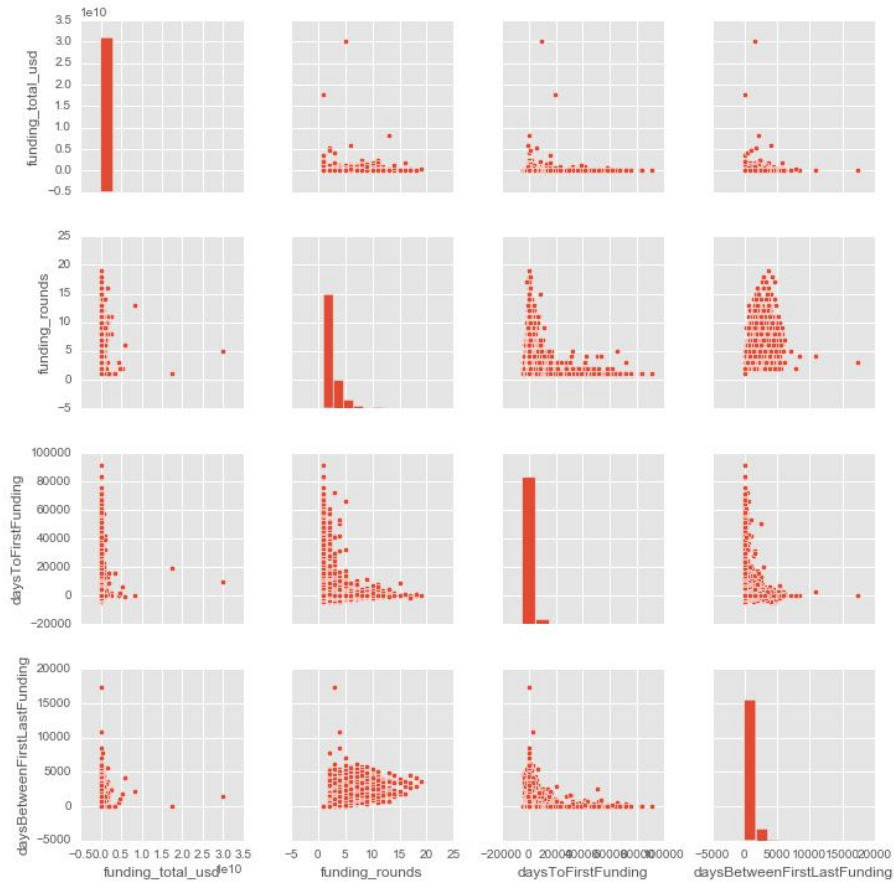 1e10
3.5
3.0
2.5
2.0
1.5
1.0
0.5
0.0
−0.5
funding_total_usd
25
20
15
10
5
0
−5
funding_rounds
100000
80000
60000
40000
20000
0
−20000
daysToFirstFunding
20000
15000
10000
5000
0
−5000
daysBetweenFirstLastFunding
−0.5 0.0 0.5 1.0 1.5 2.0 2.5 3.0 3.5
1e10
funding_total_usd
−5 0 5 10 15 20 25
funding_rounds
−20000 0 20000 40000 60000 80000 100000
daysToFirstFunding
−5000 0 5000 10000 15000 20000
daysBetweenFirstLastFunding